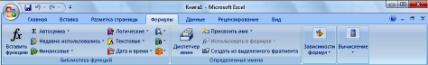 Книга1 - Microsoft Excel
Главная Вставка Разметка страницы Формулы Данные Рецензирование Вид
fx Вставить функцию
Σ Автосумма
Недавно использовались
Финансовые
Логические
Текстовые
Дата и время
Библиотека функций
Диспетчер имен
Присвоить имя
Использовать в формуле
Создать из выделенного фрагмента
Определенные имена
Зависимости формул
Вычисление